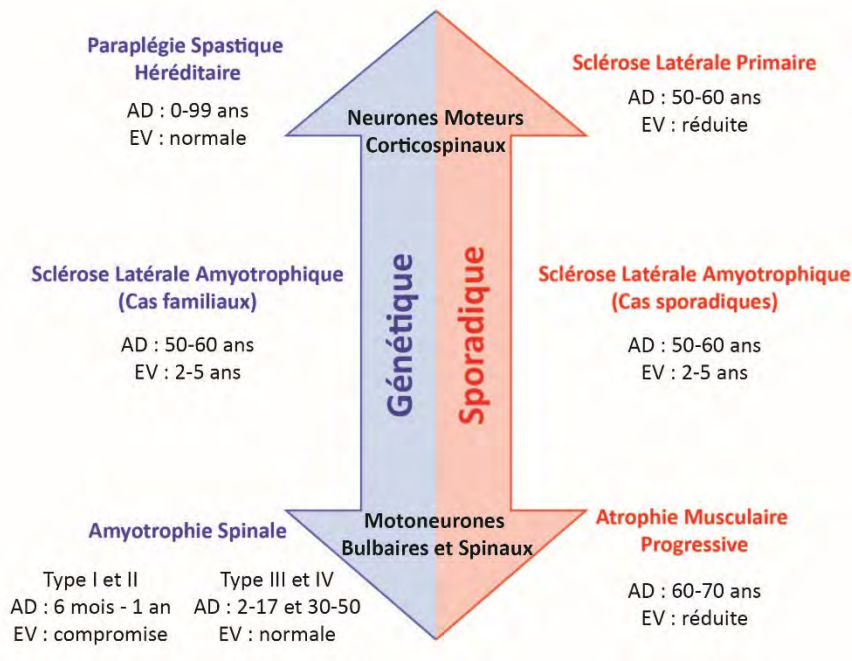 Paraplégie Spastique
Héréditaire
AD : 0-99 ans
EV : normale
Neurones Moteurs
Corticospinaux
Sclérose Latérale Primaire
AD : 50-60 ans
EV : réduite
Sclérose Latérale Amyotrophique
(Cas familiaux)
AD : 50-60 ans
EV : 2-5 ans
Génétique
Sporadique
Sclérose Latérale Amyotrophique
(Cas sporadiques)
AD : 50-60 ans
EV : 2-5 ans
Amyotrophie Spinale
Type I et II
AD : 6 mois - 1 an
EV : compromise
Type III et IV
AD : 2-17 et 30-50
EV : normale
Motoneurones
Bulbaires et Spinaux
Atrophie Musculaire
Progressive
AD : 60-70 ans
EV : réduite